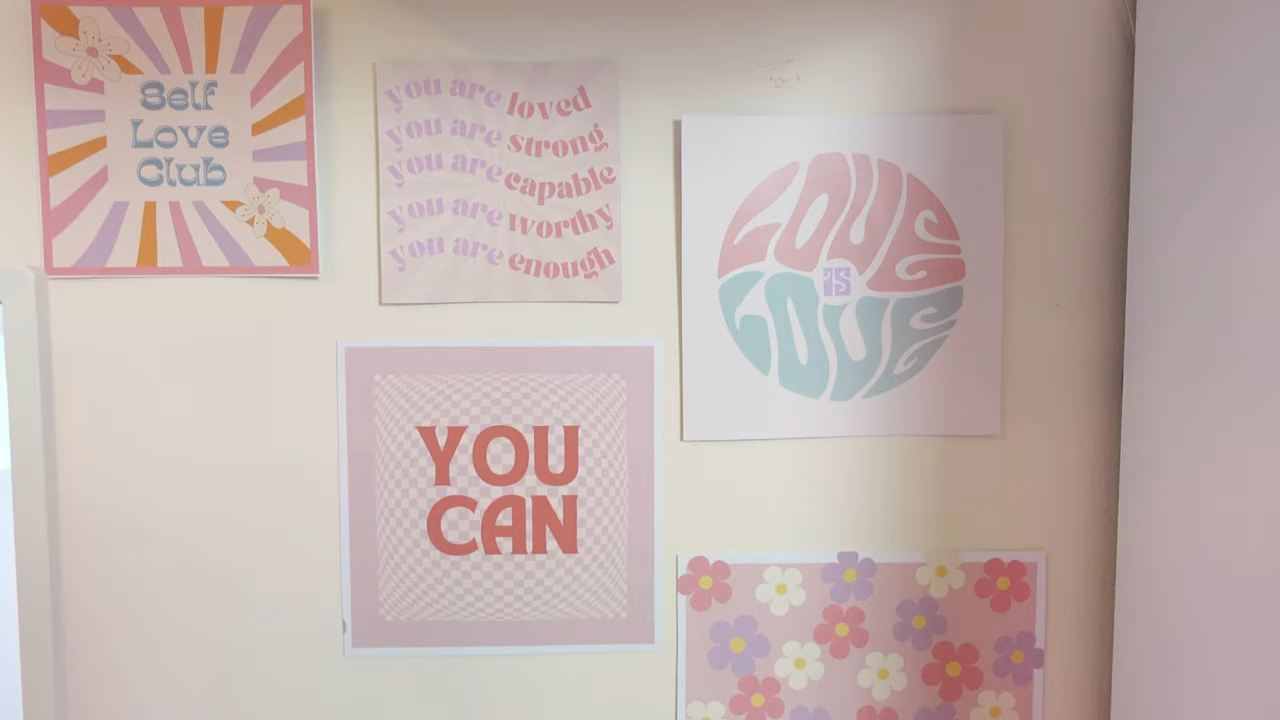 Self
Love
Club
you are loved
you are strong
you are capable
you are worthy
you are enough
LOVE
IS
LOVE
YOU
CAN